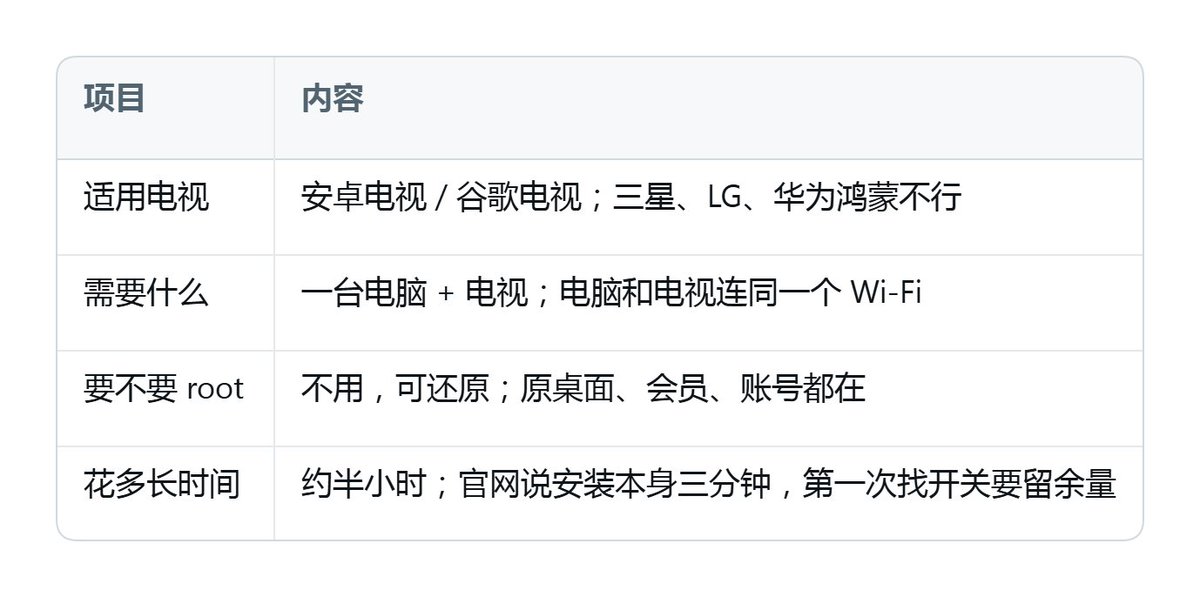 项目 内容
适用电视 安卓电视 / 谷歌电视；三星、LG、华为鸿蒙不行
需要什么 一台电脑 + 电视；电脑和电视连同一个 Wi-Fi
要不要 root 不用，可还原；原桌面、会员、账号都在
花多长时间 约半小时；官网说安装本身三分钟，第一次找开关要留余量